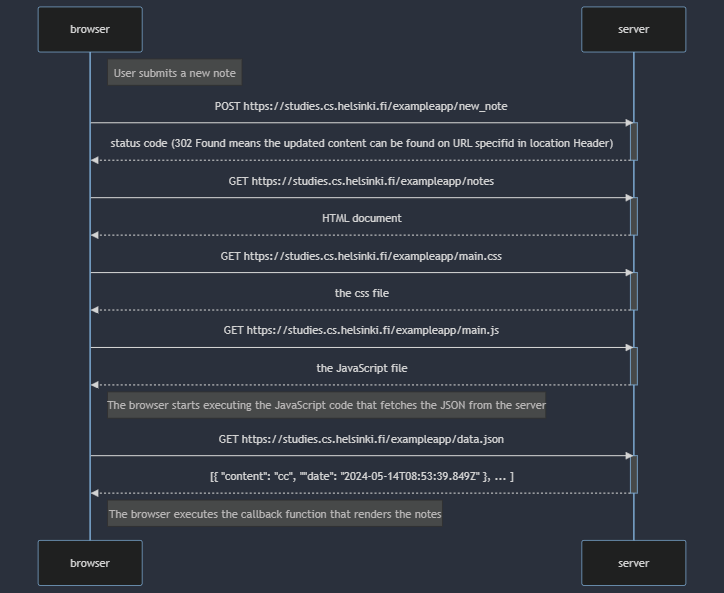 browser
server
User submits a new note
POST https://studies.cs.helsinki.fi/exampleapp/new_note
status code (302 Found means the updated content can be found on URL specifid in location Header)
GET https://studies.cs.helsinki.fi/exampleapp/notes
HTML document
GET https://studies.cs.helsinki.fi/exampleapp/main.css
the css file
GET https://studies.cs.helsinki.fi/exampleapp/main.js
the JavaScript file
The browser starts executing the JavaScript code that fetches the JSON from the server
GET https://studies.cs.helsinki.fi/exampleapp/data.json
[{ "content": "cc", ""date": "2024-05-14T08:53:39.849Z" }, ... ]
The browser executes the callback function that renders the notes
browser
server